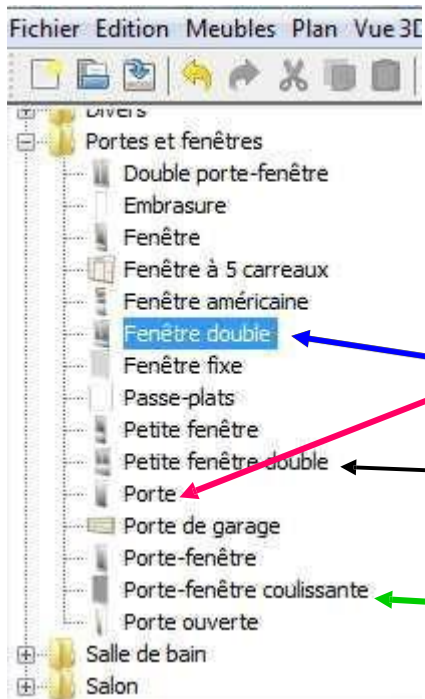 Fichier Edition Meubles Plan Vue 3D
Divers
Portes et fenêtres
Double porte-fenêtre
Embrasure
Fenêtre
Fenêtre à 5 carreaux
Fenêtre américaine
Fenêtre double
Fenêtre fixe
Passe-plats
Petite fenêtre
Petite fenêtre double
Porte
Porte de garage
Porte-fenêtre
Porte-fenêtre coulissante
Porte ouverte
Salle de bain
Salon